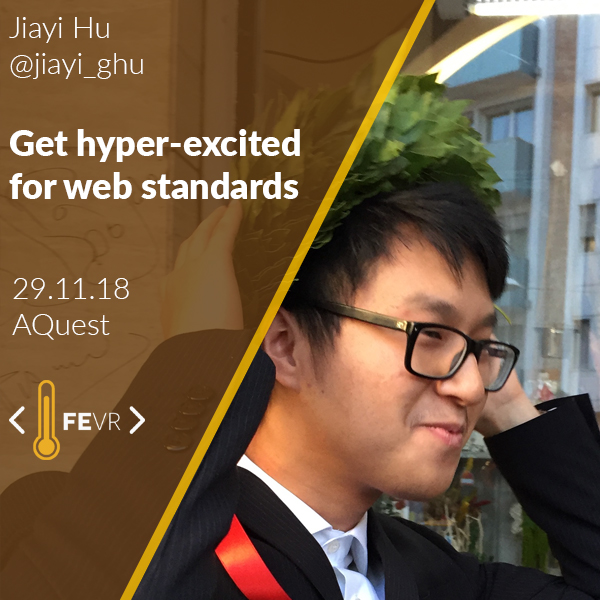 Jiayi Hu
@jiayi_ghu
Get hyper-excited
for web standards
29.11.18
AQuest
FEVR